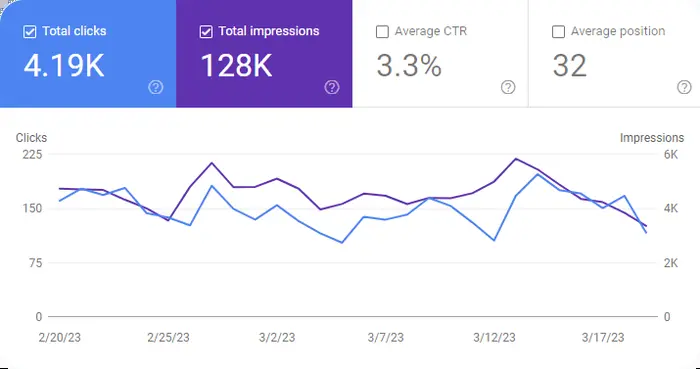 Total clicks
4.19K
Total impressions
128K
Average CTR
3.3%
Average position
32
Clicks
Impressions
225
6K
150
4K
75
2K
0
0
2/20/23 2/25/23 3/2/23 3/7/23 3/12/23 3/17/23